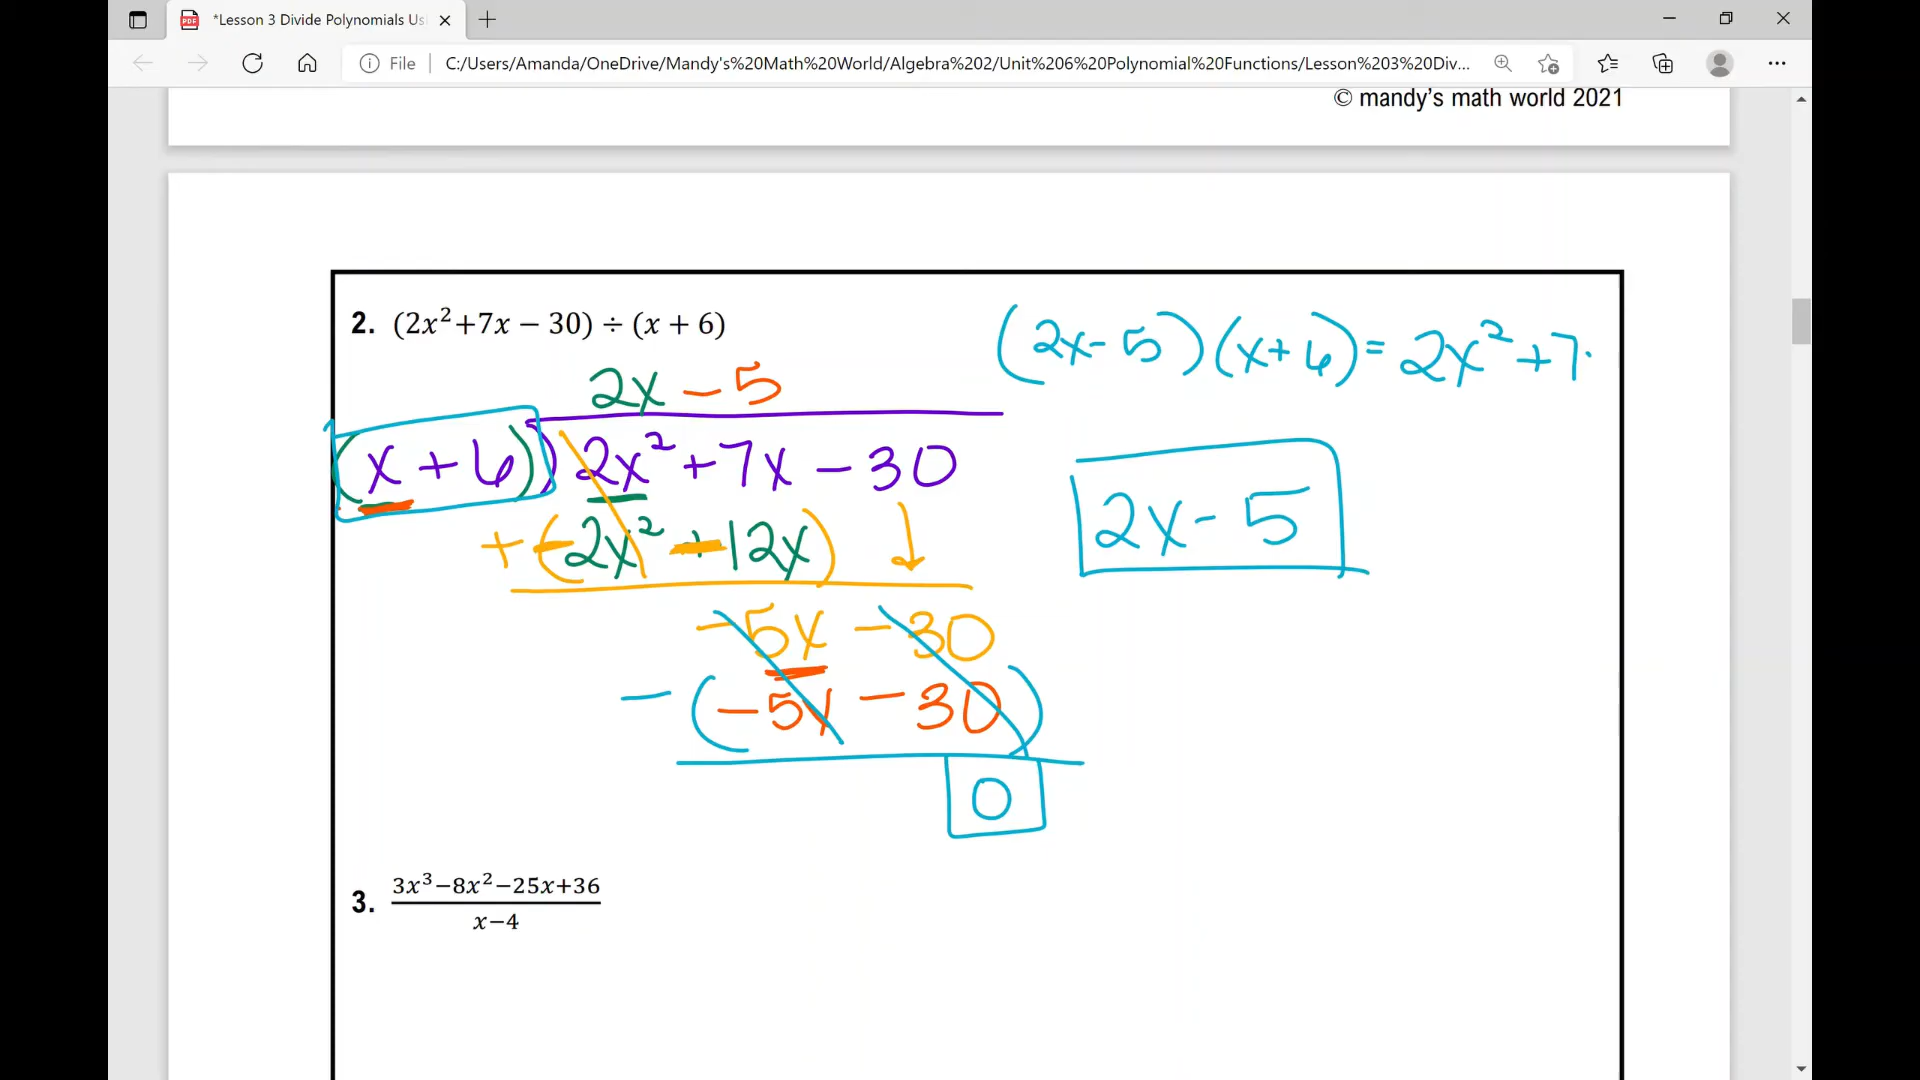 *Lesson 3 Divide Polynomials Us
File C:/Users/Amanda/OneDrive/Mandy's%20Math%20World/Algebra%202/Unit%206%20Polynomial%20Functions/Lesson%203%20Div...
© mandy's math world 2021
2. (2x²+7x − 30) ÷ (x + 6)
(2x-5)(x+6)= 2x²+7
2x - 5
(x+6) 2x²+7x-30
+(-2x²-12x)
2x-5
-5x-30
-(-5x-30)
0
3. (3x³−8x²−25x+36)/(x−4)